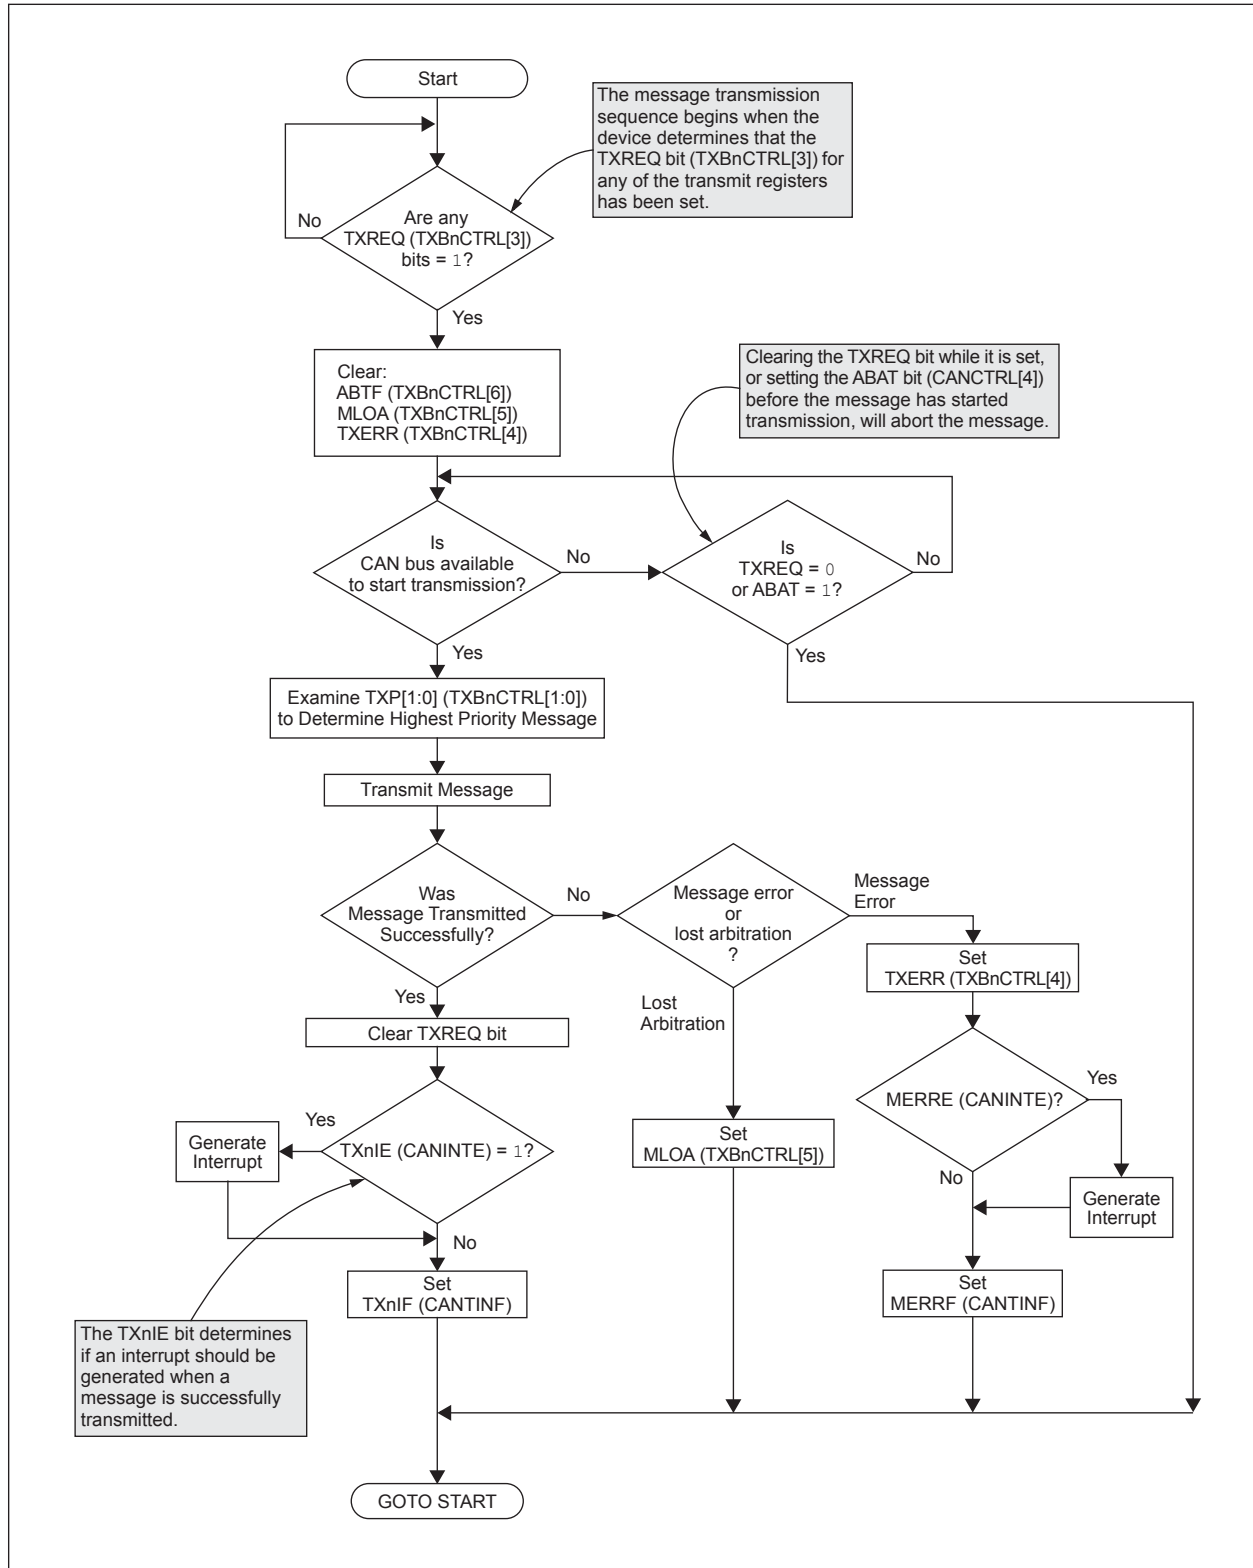 Start
The message transmission
sequence begins when the
device determines that the
TXREQ bit (TXBnCTRL[3]) for
any of the transmit registers
has been set.
No
Are any
TXREQ (TXBnCTRL[3])
bits = 1?
Yes
Clear:
ABTF (TXBnCTRL[6])
MLOA (TXBnCTRL[5])
TXERR (TXBnCTRL[4])
Clearing the TXREQ bit while it is set,
or setting the ABAT bit (CANCTRL[4])
before the message has started
transmission, will abort the message.
Is
CAN bus available
to start transmission?
No
Is
TXREQ = 0
or ABAT = 1?
No
Yes
Yes
Examine TXP[1:0] (TXBnCTRL[1:0])
to Determine Highest Priority Message
Transmit Message
Was
Message Transmitted
Successfully?
No
Message error
or
lost arbitration
?
Message
Error
Set
TXERR (TXBnCTRL[4])
Yes
Lost
Arbitration
Clear TXREQ bit
MERRE (CANINTE)?
Yes
Yes
Generate
Interrupt
TXnIE (CANINTE) = 1?
Set
MLOA (TXBnCTRL[5])
No
Generate
Interrupt
No
Set
TXnIF (CANTINF)
Set
MERRF (CANTINF)
The TXnIE bit determines
if an interrupt should be
generated when a
message is successfully
transmitted.
GOTO START